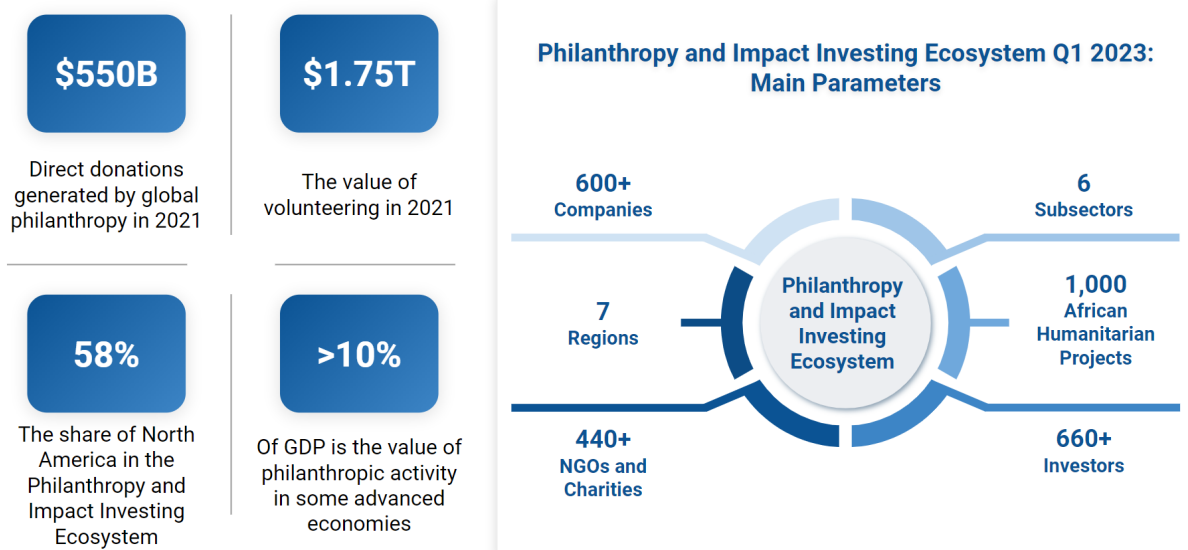 $550B
Direct donations
generated by global
philanthropy in 2021
$1.75T
The value of
volunteering in 2021
58%
The share of North
America in the
Philanthropy and
Impact Investing
Ecosystem
>10%
Of GDP is the value of
philanthropic activity
in some advanced
economies
Philanthropy and Impact Investing Ecosystem Q1 2023:
Main Parameters
600+
Companies
6
Subsectors
7
Regions
Philanthropy
and Impact
Investing
Ecosystem
1,000
African
Humanitarian
Projects
440+
NGOs and
Charities
660+
Investors